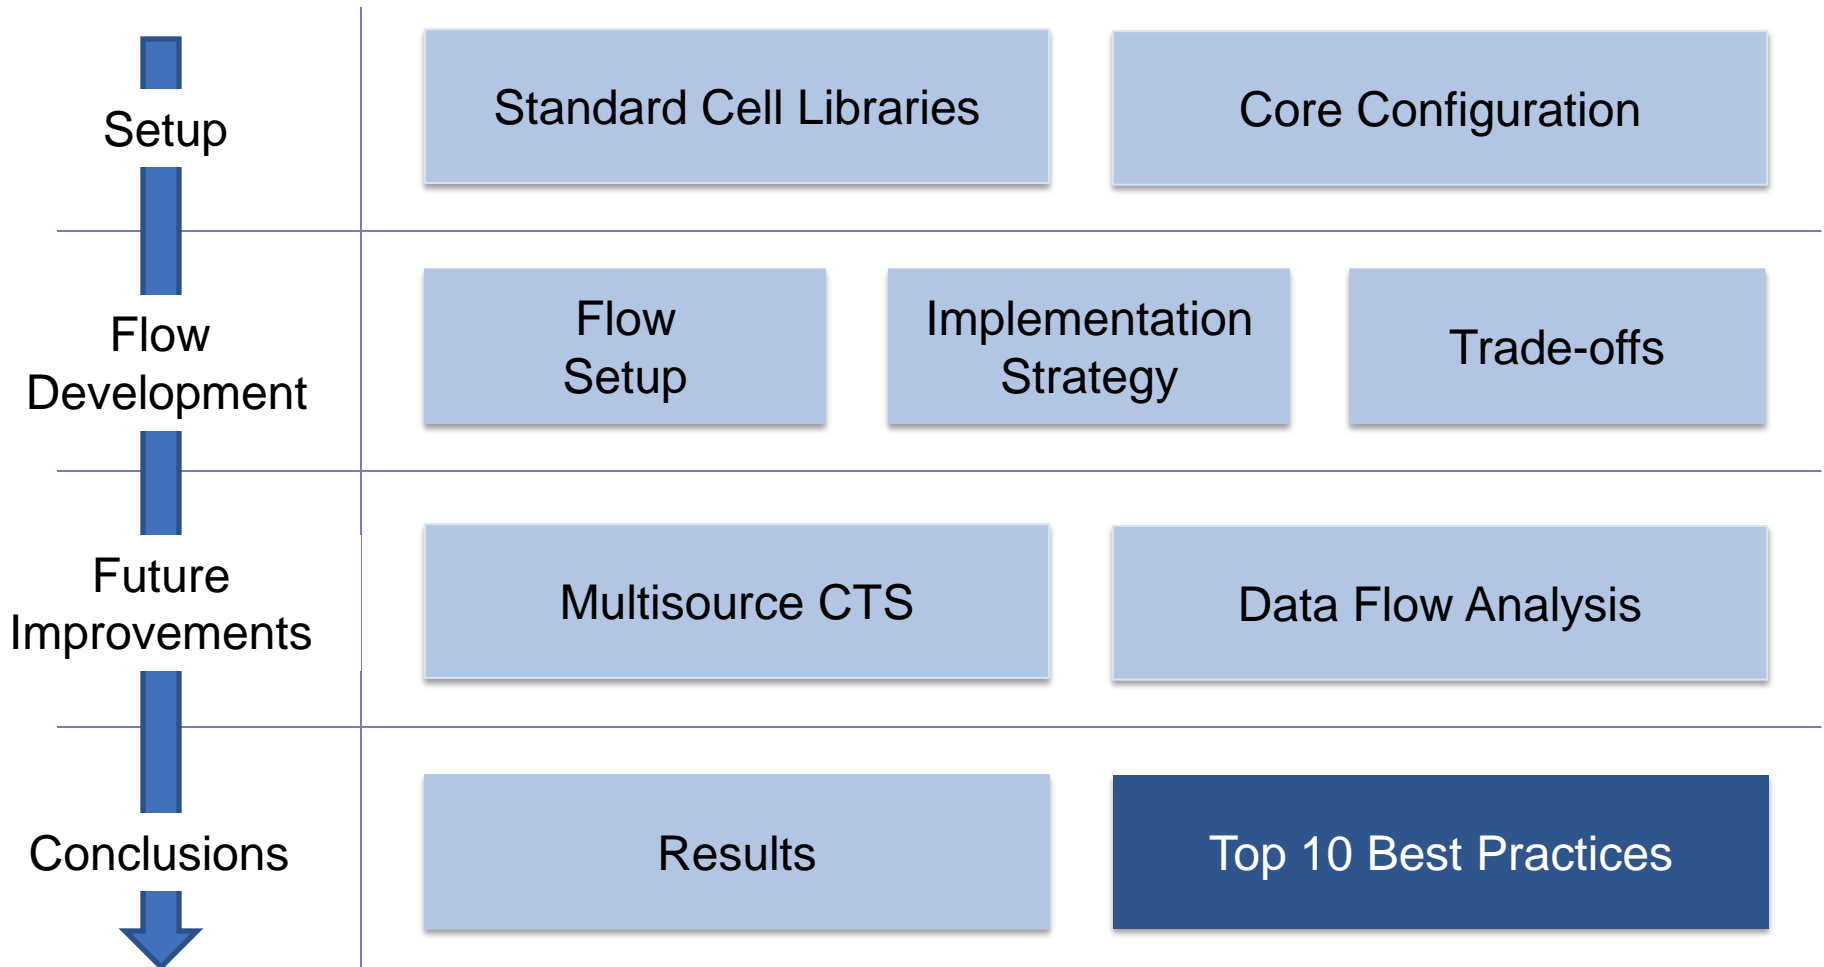 Setup
Standard Cell Libraries
Core Configuration
Flow
Development
Flow
Setup
Implementation
Strategy
Trade-offs
Future
Improvements
Multisource CTS
Data Flow Analysis
Conclusions
Results
Top 10 Best Practices